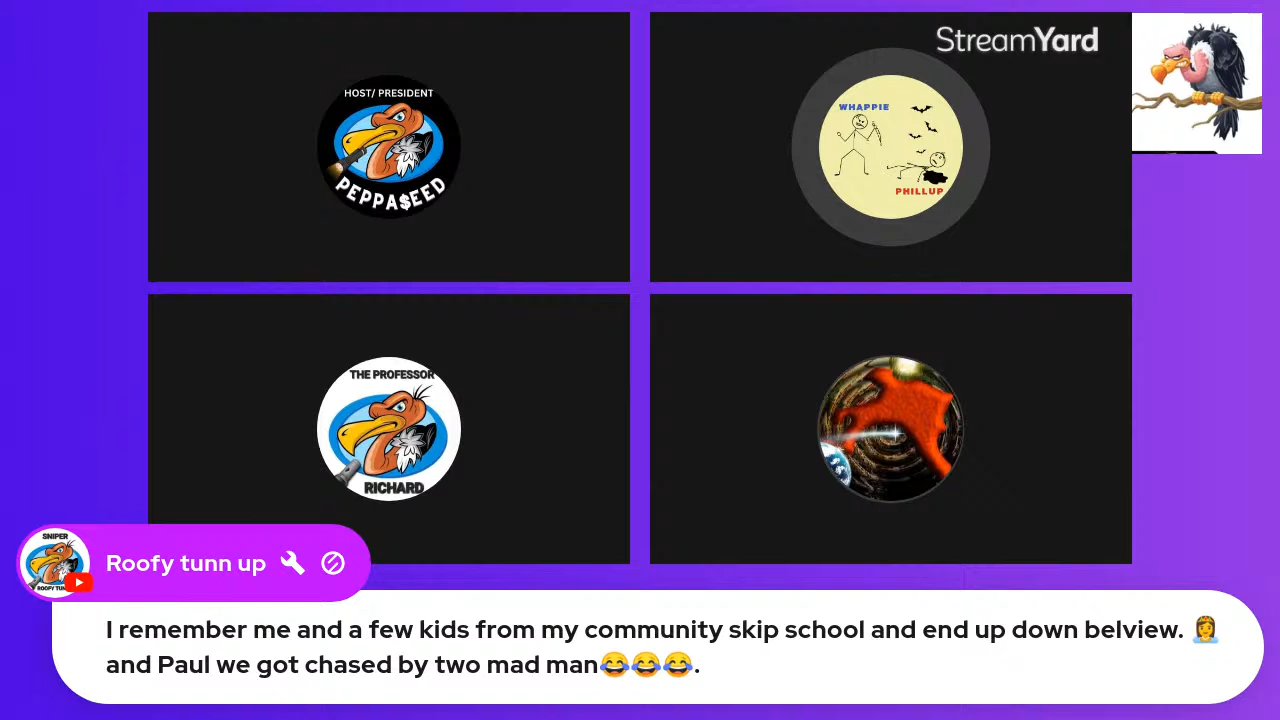 HOST/ PRESIDENT
PEPPA$EED
StreamYard
WHAPPIE
PHILLUP
THE PROFESSOR
RICHARD
SNIPER
Roofy tunn up
I remember me and a few kids from my community skip school and end up down belview. 👸
and Paul we got chased by two mad man😂😂😂.